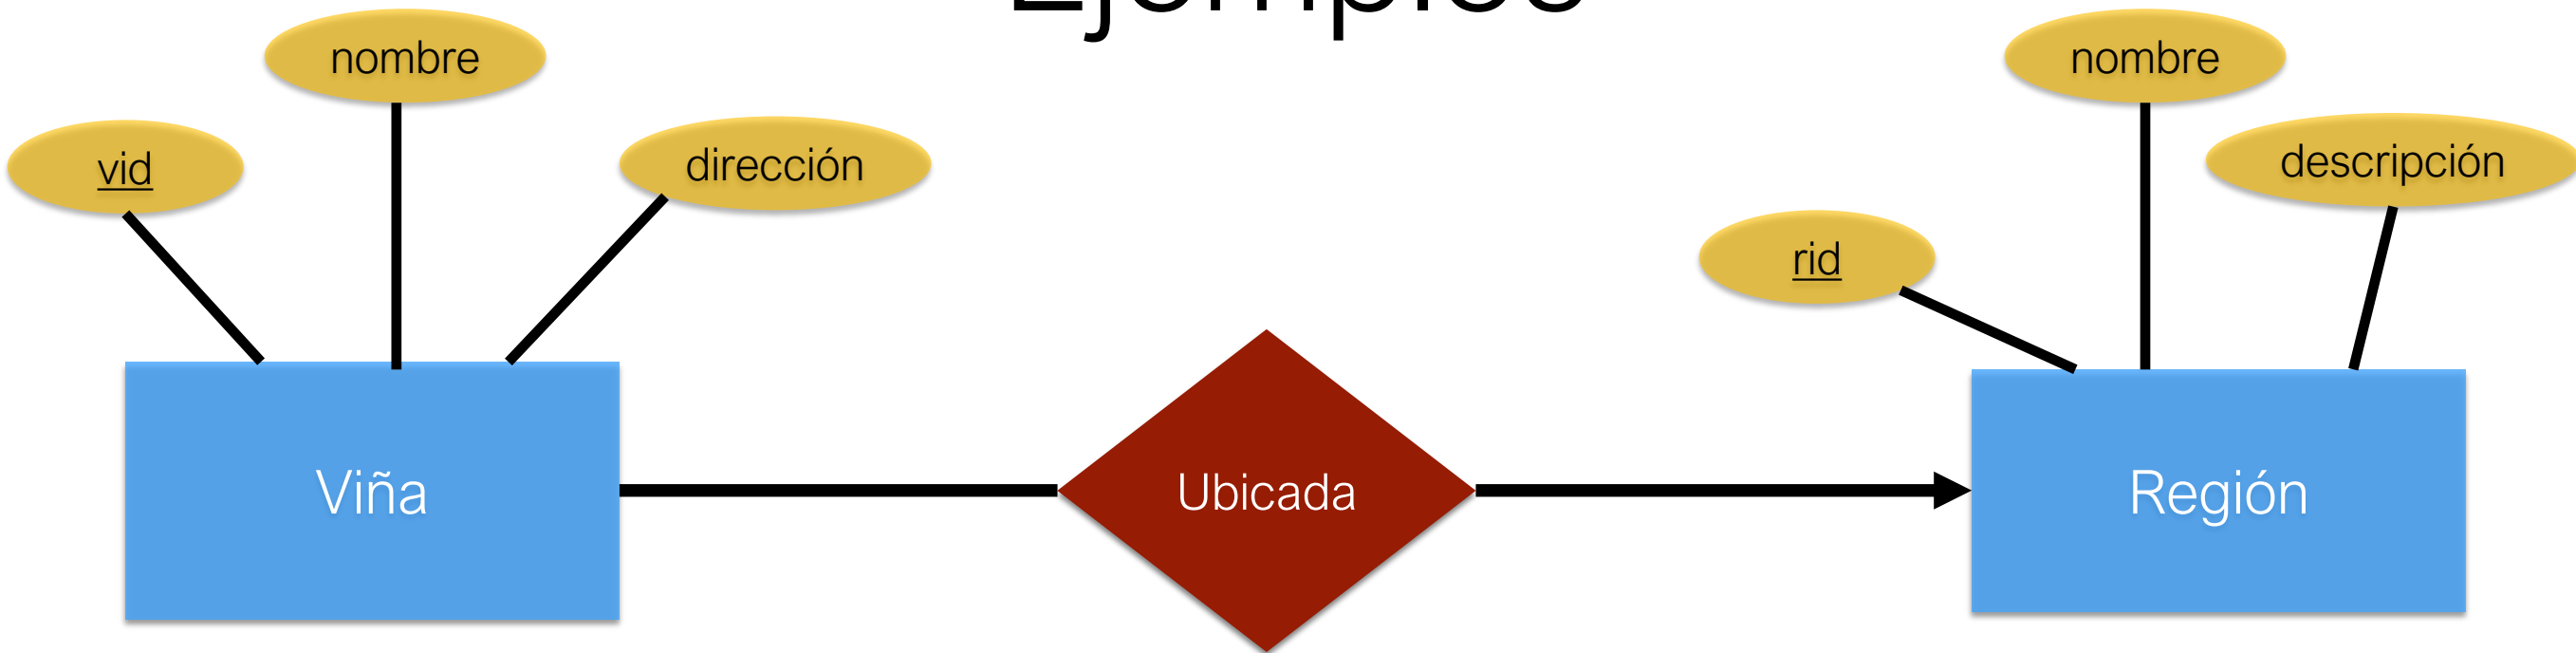 nombre
nombre
vid
dirección
descripción
rid
Viña
Ubicada
Región